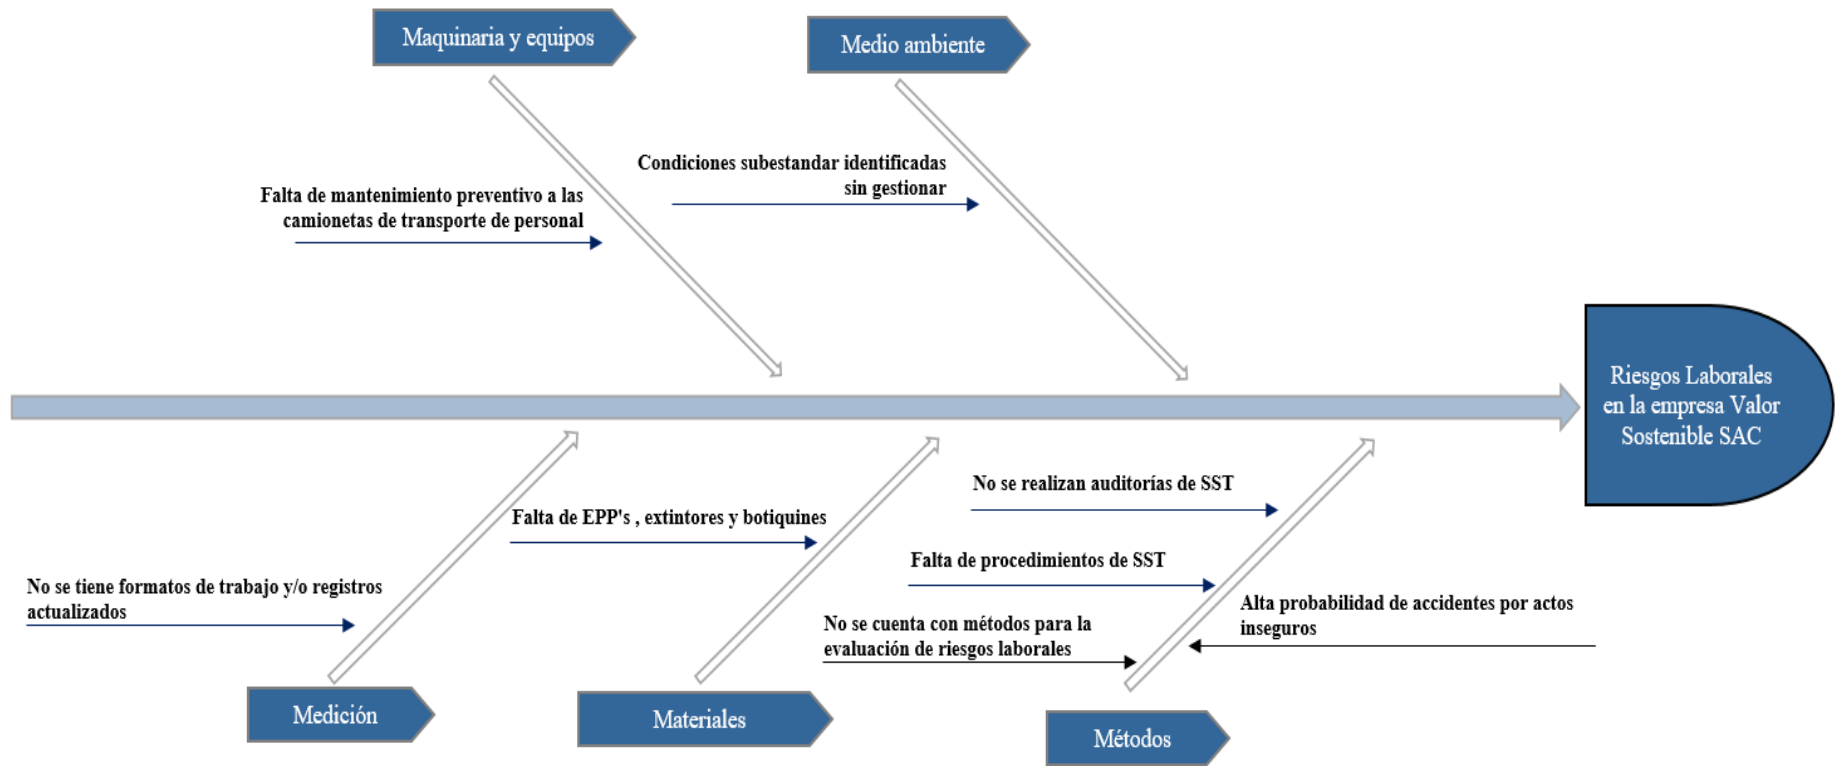 Maquinaria y equipos
Medio ambiente
Condiciones subestandar identificadas
sin gestionar
Falta de mantenimiento preventivo a las
camionetas de transporte de personal
Riesgos Laborales
en la empresa Valor
Sostenible SAC
No se realizan auditorías de SST
Falta de EPP's , extintores y botiquines
Falta de procedimientos de SST
No se tiene formatos de trabajo y/o registros
actualizados
Alta probabilidad de accidentes por actos
inseguros
No se cuenta con métodos para la
evaluación de riesgos laborales
Medición
Materiales
Métodos